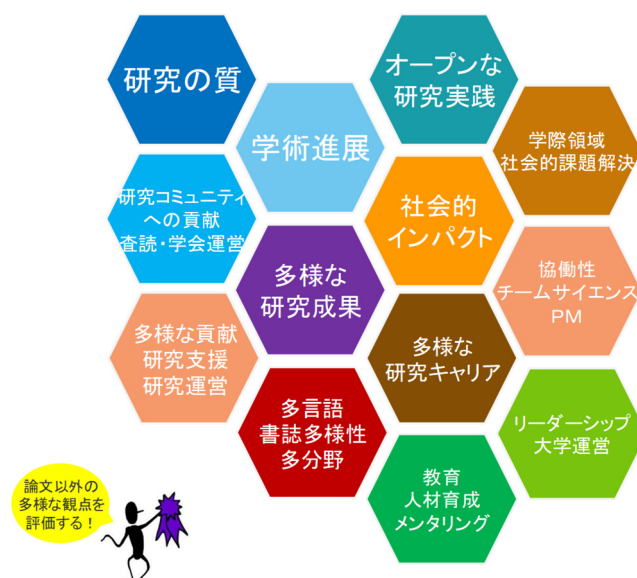 研究の質
学術進展
オープンな
研究実践
学際領域
社会的課題解決
研究コミュニティ
への貢献
査読・学会運営
社会的
インパクト
多様な
研究成果
協働性
チームサイエンス
PM
多様な貢献
研究支援
研究運営
多様な
研究キャリア
多言語
書誌多様性
多分野
リーダーシップ
大学運営
教育
人材育成
メンタリング
論文以外の
多様な観点を
評価する！